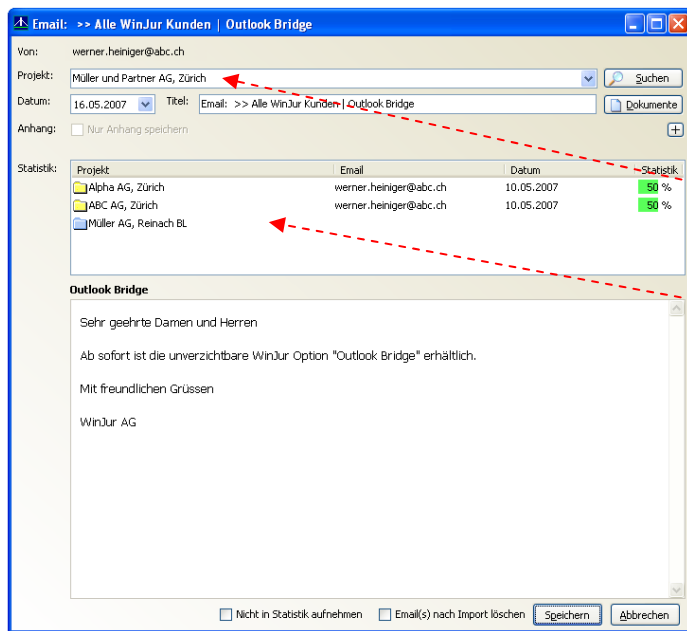 Email: >> Alle WinJur Kunden | Outlook Bridge
Von: werner.heiniger@abc.ch
Projekt: Müller und Partner AG, Zürich Suchen
Datum: 16.05.2007 Titel: Email: >> Alle WinJur Kunden | Outlook Bridge Dokumente
Anhang: Nur Anhang speichern
Statistik: Projekt Email Datum Statistik
Alpha AG, Zürich werner.heiniger@abc.ch 10.05.2007 50 %
ABC AG, Zürich werner.heiniger@abc.ch 10.05.2007 50 %
Müller AG, Reinach BL
Outlook Bridge
Sehr geehrte Damen und Herren
Ab sofort ist die unverzichtbare WinJur Option "Outlook Bridge" erhältlich.
Mit freundlichen Grüssen
WinJur AG
Nicht in Statistik aufnehmen Email(s) nach Import löschen Speichern Abbrechen